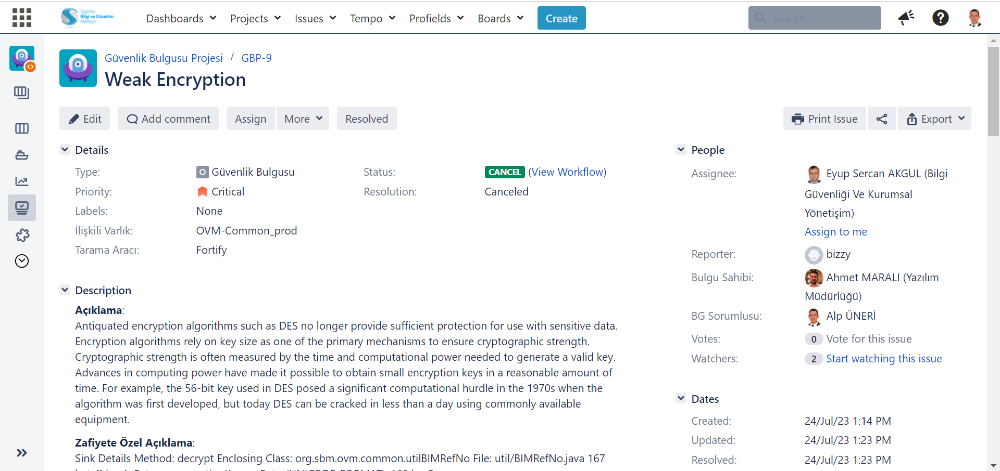 Sigorta
Bilgi ve Gözetim
Merkezi
Dashboards
Projects
Issues
Tempo
Profields
Boards
Create
Search
Güvenlik Bulgusu Projesi / GBP-9
Weak Encryption
Edit
Add comment
Assign
More
Resolved
Print Issue
Export
Details
Type: Güvenlik Bulgusu
Status: CANCEL (View Workflow)
Priority: Critical
Resolution: Canceled
Labels: None
İlişkili Varlık: OVM-Common_prod
Tarama Aracı: Fortify
Description
Açıklama:
Antiquated encryption algorithms such as DES no longer provide sufficient protection for use with sensitive data.
Encryption algorithms rely on key size as one of the primary mechanisms to ensure cryptographic strength.
Cryptographic strength is often measured by the time and computational power needed to generate a valid key.
Advances in computing power have made it possible to obtain small encryption keys in a reasonable amount of
time. For example, the 56-bit key used in DES posed a significant computational hurdle in the 1970s when the
algorithm was first developed, but today DES can be cracked in less than a day using commonly available
equipment.
Zafiyete Özel Açıklama:
Sink Details Method: decrypt Enclosing Class: org.sbm.ovm.common.utilBIMRefNo File: util/BIMRefNo.java 167
People
Assignee: Eyup Sercan AKGUL (Bilgi
Güvenliği Ve Kurumsal
Yönetişim)
Assign to me
Reporter: bizzy
Bulgu Sahibi: Ahmet MARALI (Yazılım
Müdürlüğü)
BG Sorumlusu: Alp ÜNERİ
Votes: 0 Vote for this issue
Watchers: 2 Start watching this issue
Dates
Created: 24/Jul/23 1:14 PM
Updated: 24/Jul/23 1:23 PM
Resolved: 24/Jul/23 1:23 PM